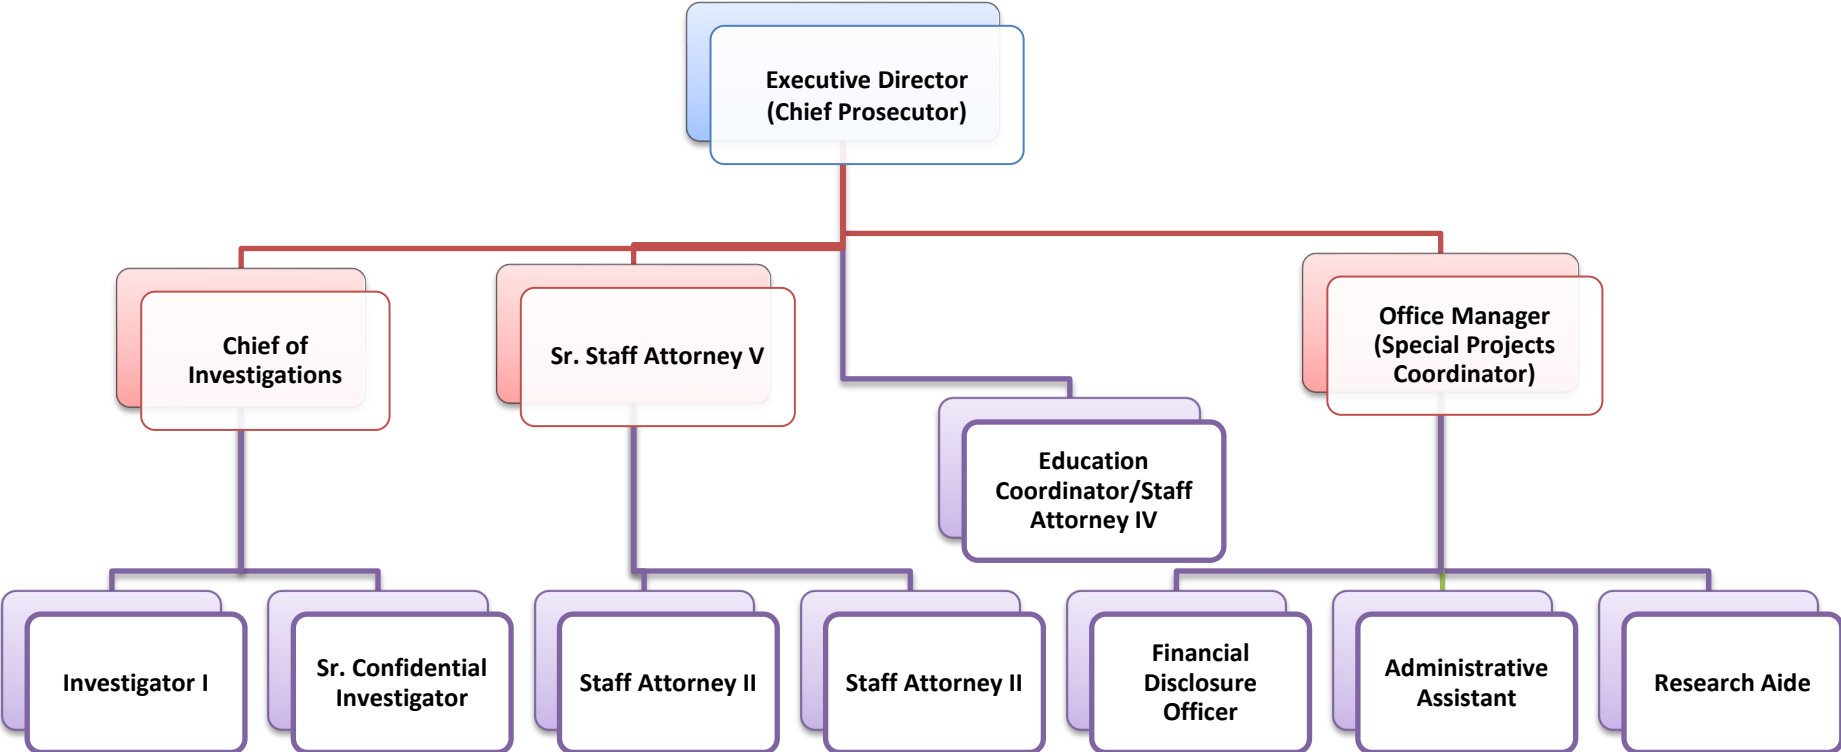 Executive Director
(Chief Prosecutor)
Chief of
Investigations
Sr. Staff Attorney V
Office Manager
(Special Projects
Coordinator)
Education
Coordinator/Staff
Attorney IV
Investigator I
Sr. Confidential
Investigator
Staff Attorney II
Staff Attorney II
Financial
Disclosure
Officer
Administrative
Assistant
Research Aide